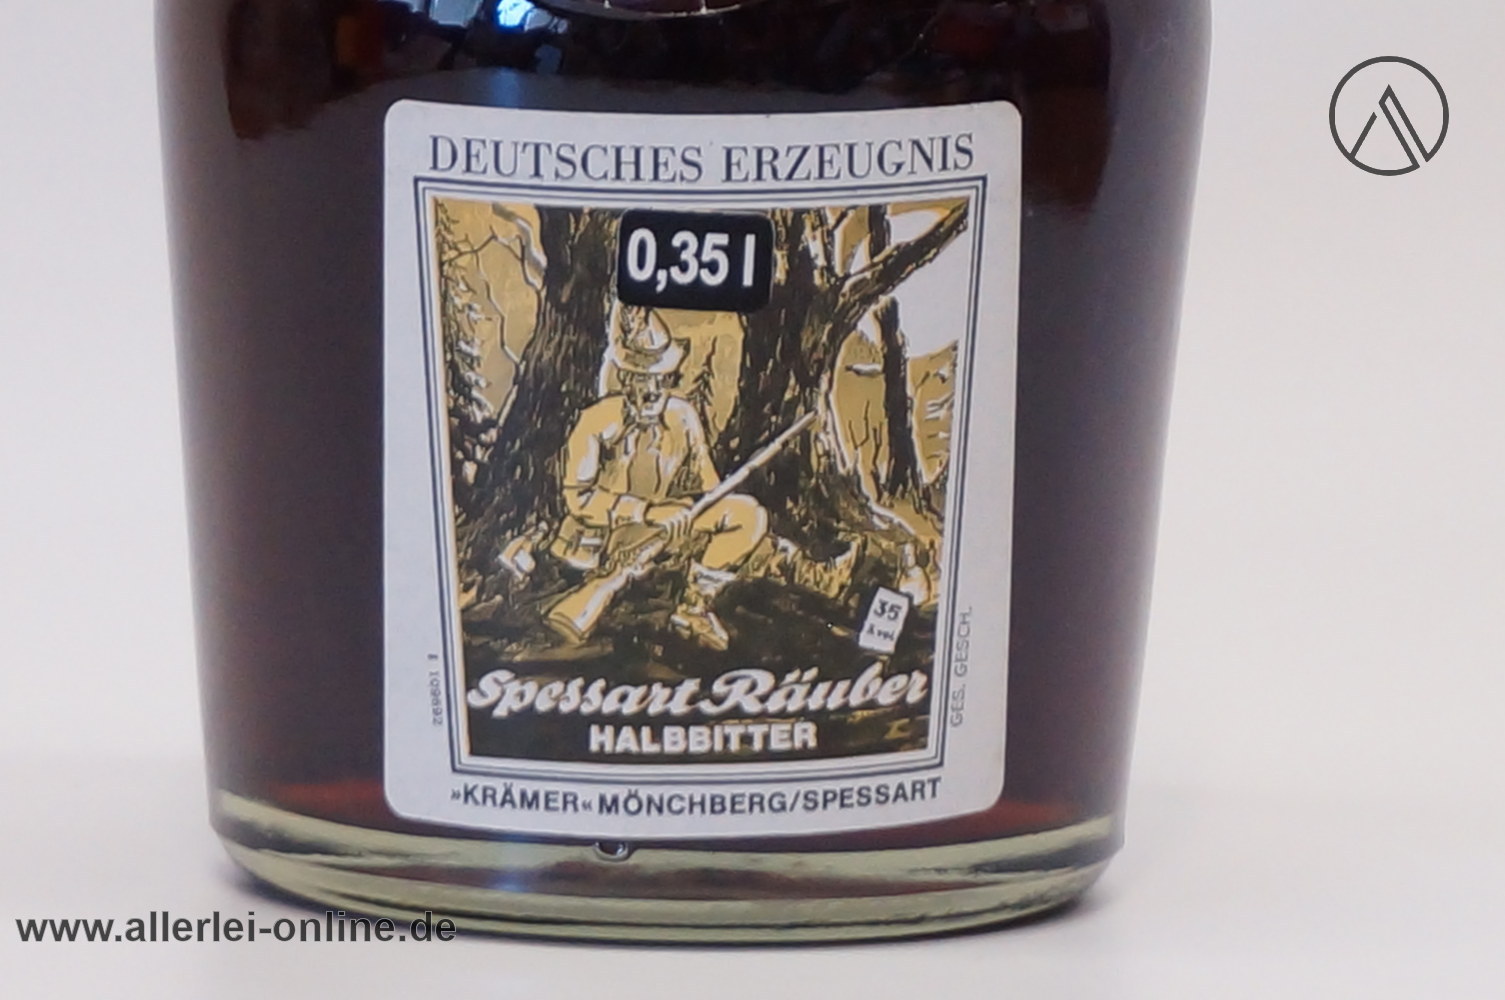 DEUTSCHES ERZEUGNIS
0,35 l
35
% vol.
Spessart Räuber
HALBBITTER
»KRÄMER« MÖNCHBERG/SPESSART
GES. GESCH.
www.allerlei-online.de